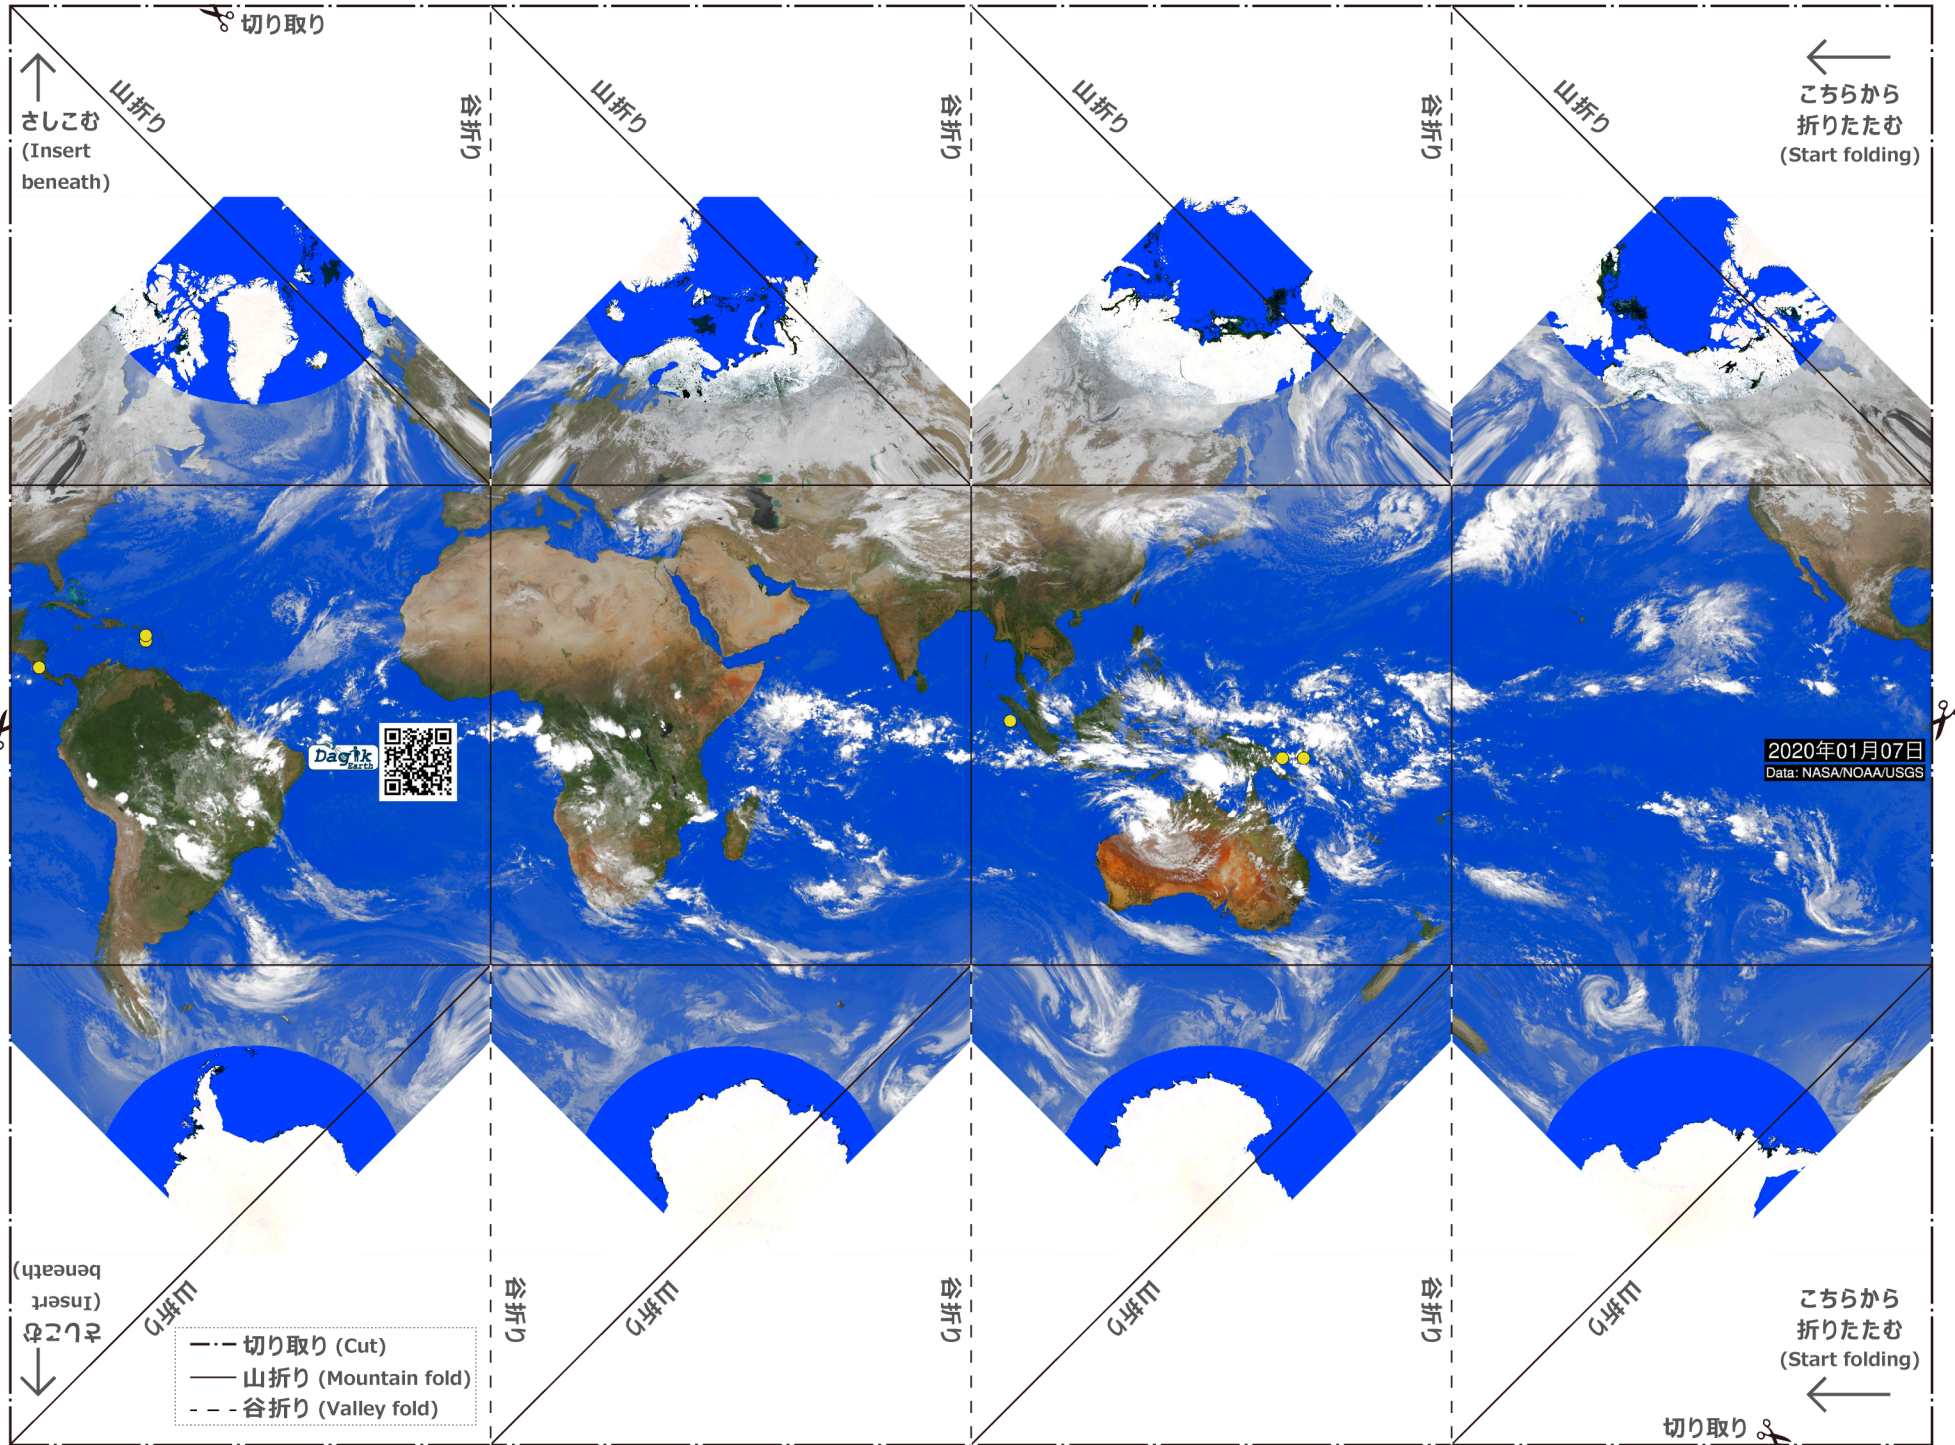 切り取り
山折り
山折り
山折り
山折り
谷折り
谷折り
谷折り
さしこむ
(Insert
beneath)
こちらから
折りたたむ
(Start folding)
Dagik
Earth
2020年01月07日
Data: NASA/NOAA/USGS
さしこむ
(Insert
beneath)
山折り
山折り
山折り
山折り
谷折り
谷折り
谷折り
こちらから
折りたたむ
(Start folding)
切り取り (Cut)
山折り (Mountain fold)
谷折り (Valley fold)
切り取り